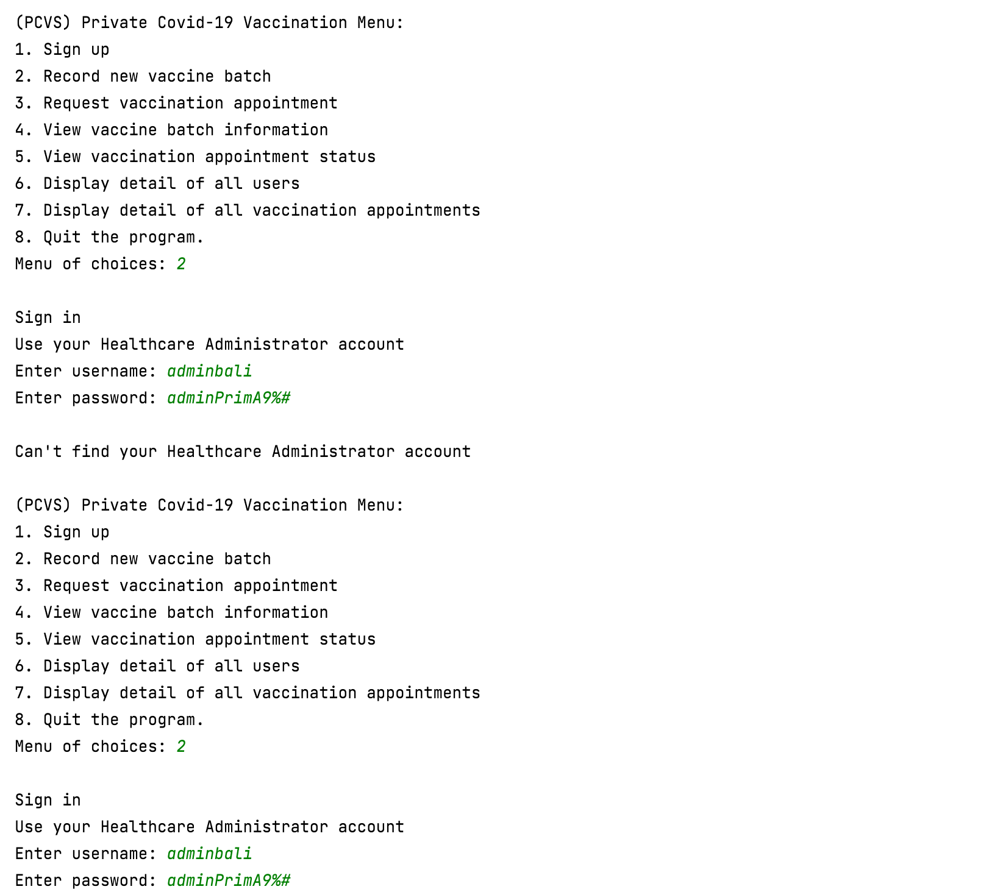 (PCVS) Private Covid-19 Vaccination Menu:
1. Sign up
2. Record new vaccine batch
3. Request vaccination appointment
4. View vaccine batch information
5. View vaccination appointment status
6. Display detail of all users
7. Display detail of all vaccination appointments
8. Quit the program.
Menu of choices: 2
Sign in
Use your Healthcare Administrator account
Enter username: adminbali
Enter password: adminPrimA9%#
Can't find your Healthcare Administrator account
(PCVS) Private Covid-19 Vaccination Menu:
1. Sign up
2. Record new vaccine batch
3. Request vaccination appointment
4. View vaccine batch information
5. View vaccination appointment status
6. Display detail of all users
7. Display detail of all vaccination appointments
8. Quit the program.
Menu of choices: 2
Sign in
Use your Healthcare Administrator account
Enter username: adminbali
Enter password: adminPrimA9%#